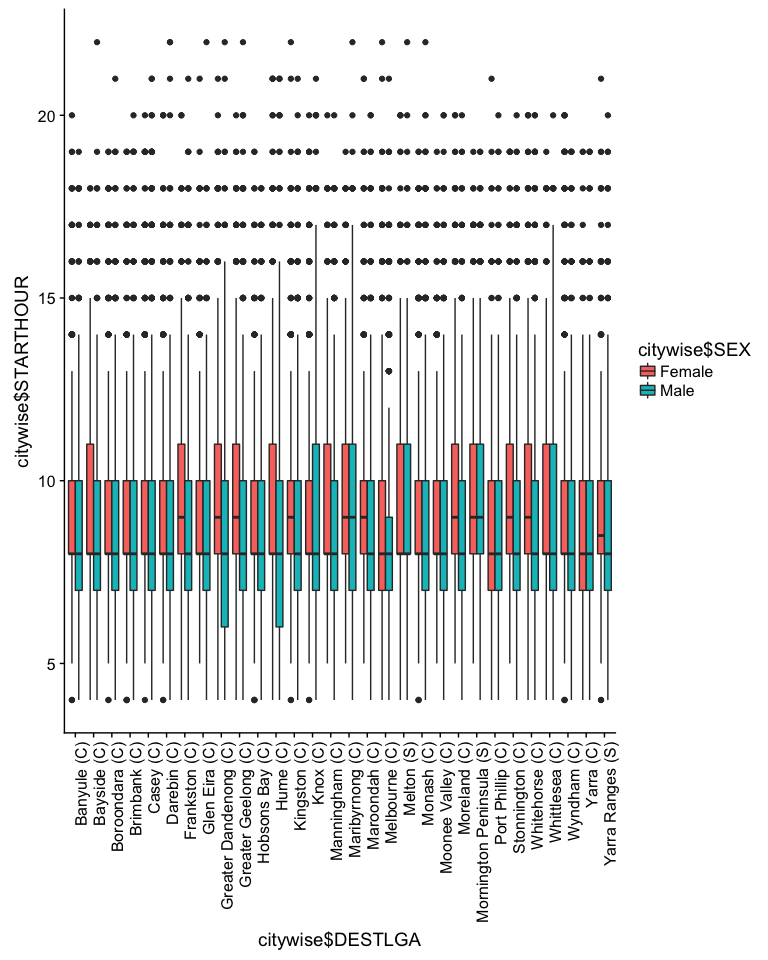 citywise$STARTHOUR
20
15
10
5
citywise$SEX
Female
Male
Banyule (C)
Bayside (C)
Boroondara (C)
Brimbank (C)
Casey (C)
Darebin (C)
Frankston (C)
Glen Eira (C)
Greater Dandenong (C)
Greater Geelong (C)
Hobsons Bay (C)
Hume (C)
Kingston (C)
Knox (C)
Manningham (C)
Maribyrnong (C)
Maroondah (C)
Melbourne (C)
Melton (S)
Monash (C)
Moonee Valley (C)
Moreland (C)
Mornington Peninsula (S)
Port Phillip (C)
Stonnington (C)
Whitehorse (C)
Whittlesea (C)
Wyndham (C)
Yarra (C)
Yarra Ranges (S)
citywise$DESTLGA